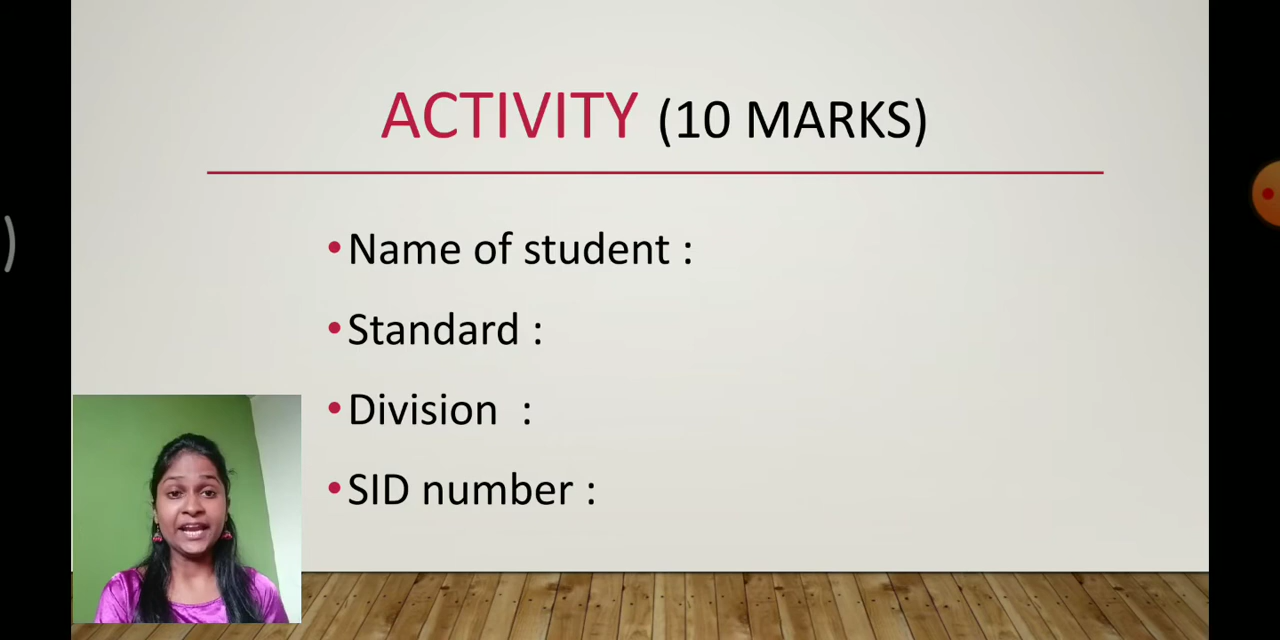 ACTIVITY (10 MARKS)
•Name of student :
•Standard :
•Division  :
•SID number :